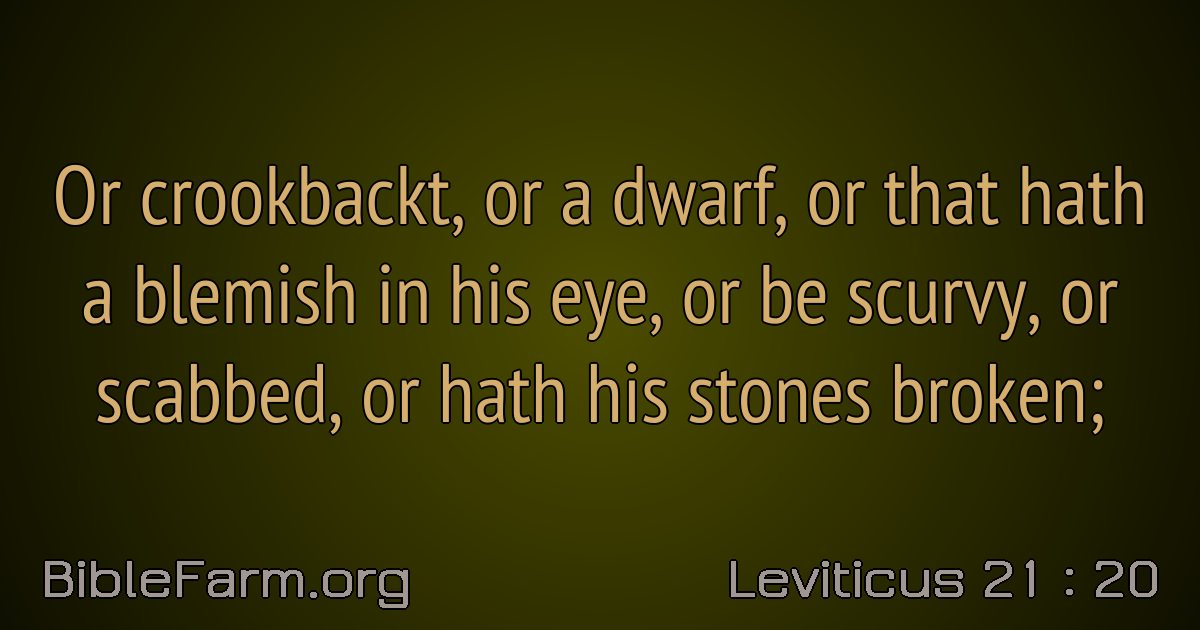 Or crookbackt, or a dwarf, or that hath
a blemish in his eye, or be scurvy, or
scabbed, or hath his stones broken;
BibleFarm.org
Leviticus 21 : 20